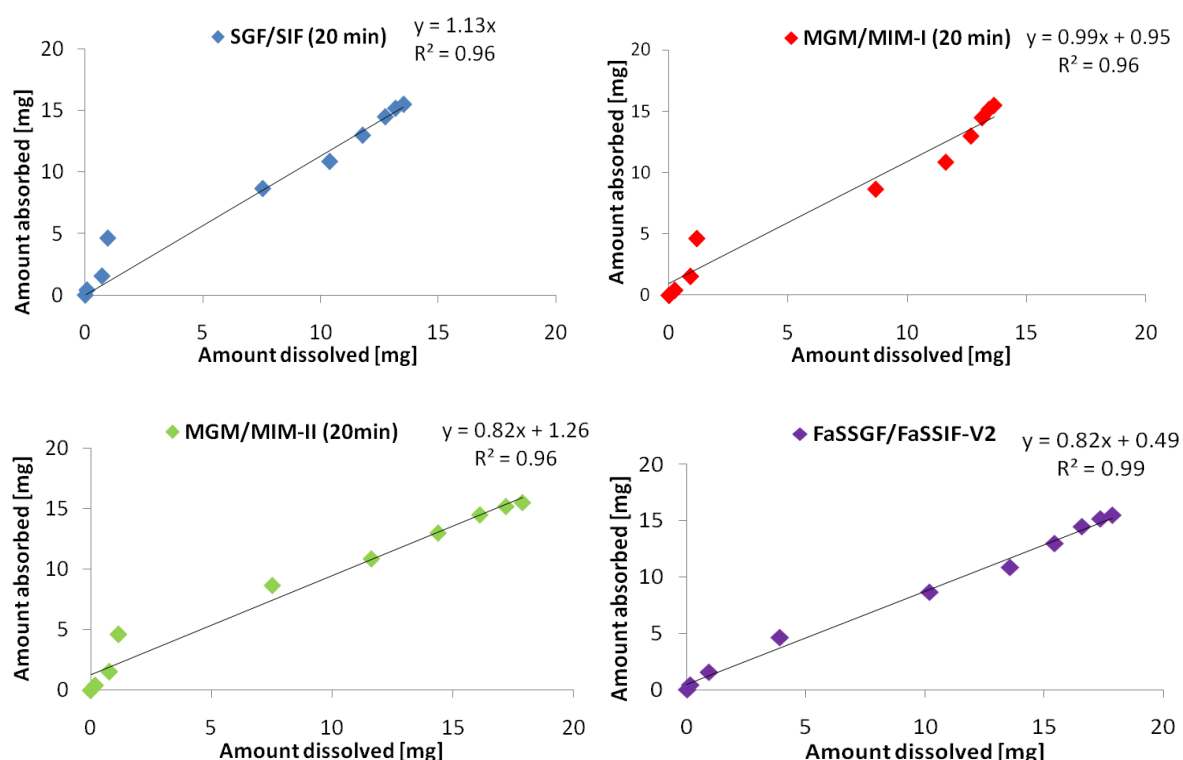 SGF/SIF (20 min)
y = 1.13x
R² = 0.96
Amount absorbed [mg]
20
15
10
5
0
0 5 10 15 20
Amount dissolved [mg]
MGM/MIM-I (20 min)
y = 0.99x + 0.95
R² = 0.96
Amount absorbed [mg]
20
15
10
5
0
0 5 10 15 20
Amount dissolved [mg]
MGM/MIM-II (20min)
y = 0.82x + 1.26
R² = 0.96
Amount absorbed [mg]
20
15
10
5
0
0 5 10 15 20
Amount dissolved [mg]
FaSSGF/FaSSIF-V2
y = 0.82x + 0.49
R² = 0.99
Amount absorbed [mg]
20
15
10
5
0
0 5 10 15 20
Amount dissolved [mg]